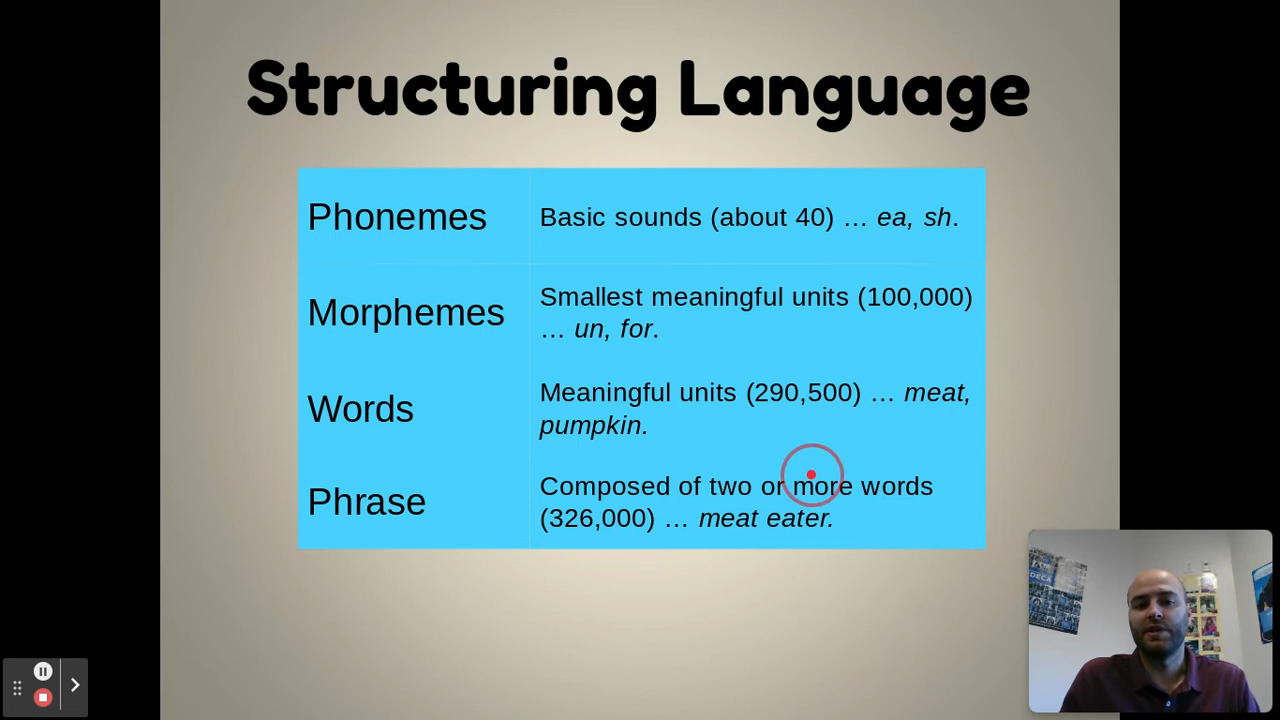 Structuring Language
Phonemes
Basic sounds (about 40) … ea, sh.
Morphemes
Smallest meaningful units (100,000)
… un, for.
Words
Meaningful units (290,500) … meat,
pumpkin.
Phrase
Composed of two or more words
(326,000) … meat eater.
DECA